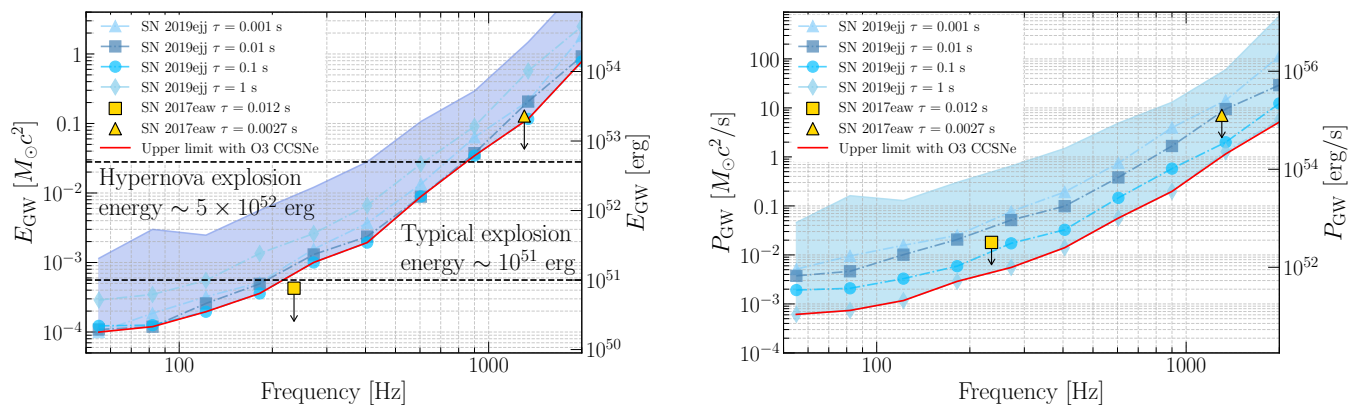 SN 2019ejj τ = 0.001 s
SN 2019ejj τ = 0.01 s
SN 2019ejj τ = 0.1 s
SN 2019ejj τ = 1 s
SN 2017eaw τ = 0.012 s
SN 2017eaw τ = 0.0027 s
Upper limit with O3 CCSNe
Hypernova explosion
energy ∼ 5 × 10^52 erg
Typical explosion
energy ∼ 10^51 erg
E_GW [M_⊙c^2]
1
0.1
0.01
10^−3
10^−4
E_GW [erg]
10^54
10^53
10^52
10^51
10^50
100
1000
Frequency [Hz]
SN 2019ejj τ = 0.001 s
SN 2019ejj τ = 0.01 s
SN 2019ejj τ = 0.1 s
SN 2019ejj τ = 1 s
SN 2017eaw τ = 0.012 s
SN 2017eaw τ = 0.0027 s
Upper limit with O3 CCSNe
P_GW [M_⊙c^2/s]
100
10
1
0.1
0.01
10^−3
10^−4
P_GW [erg/s]
10^56
10^54
10^52
100
1000
Frequency [Hz]